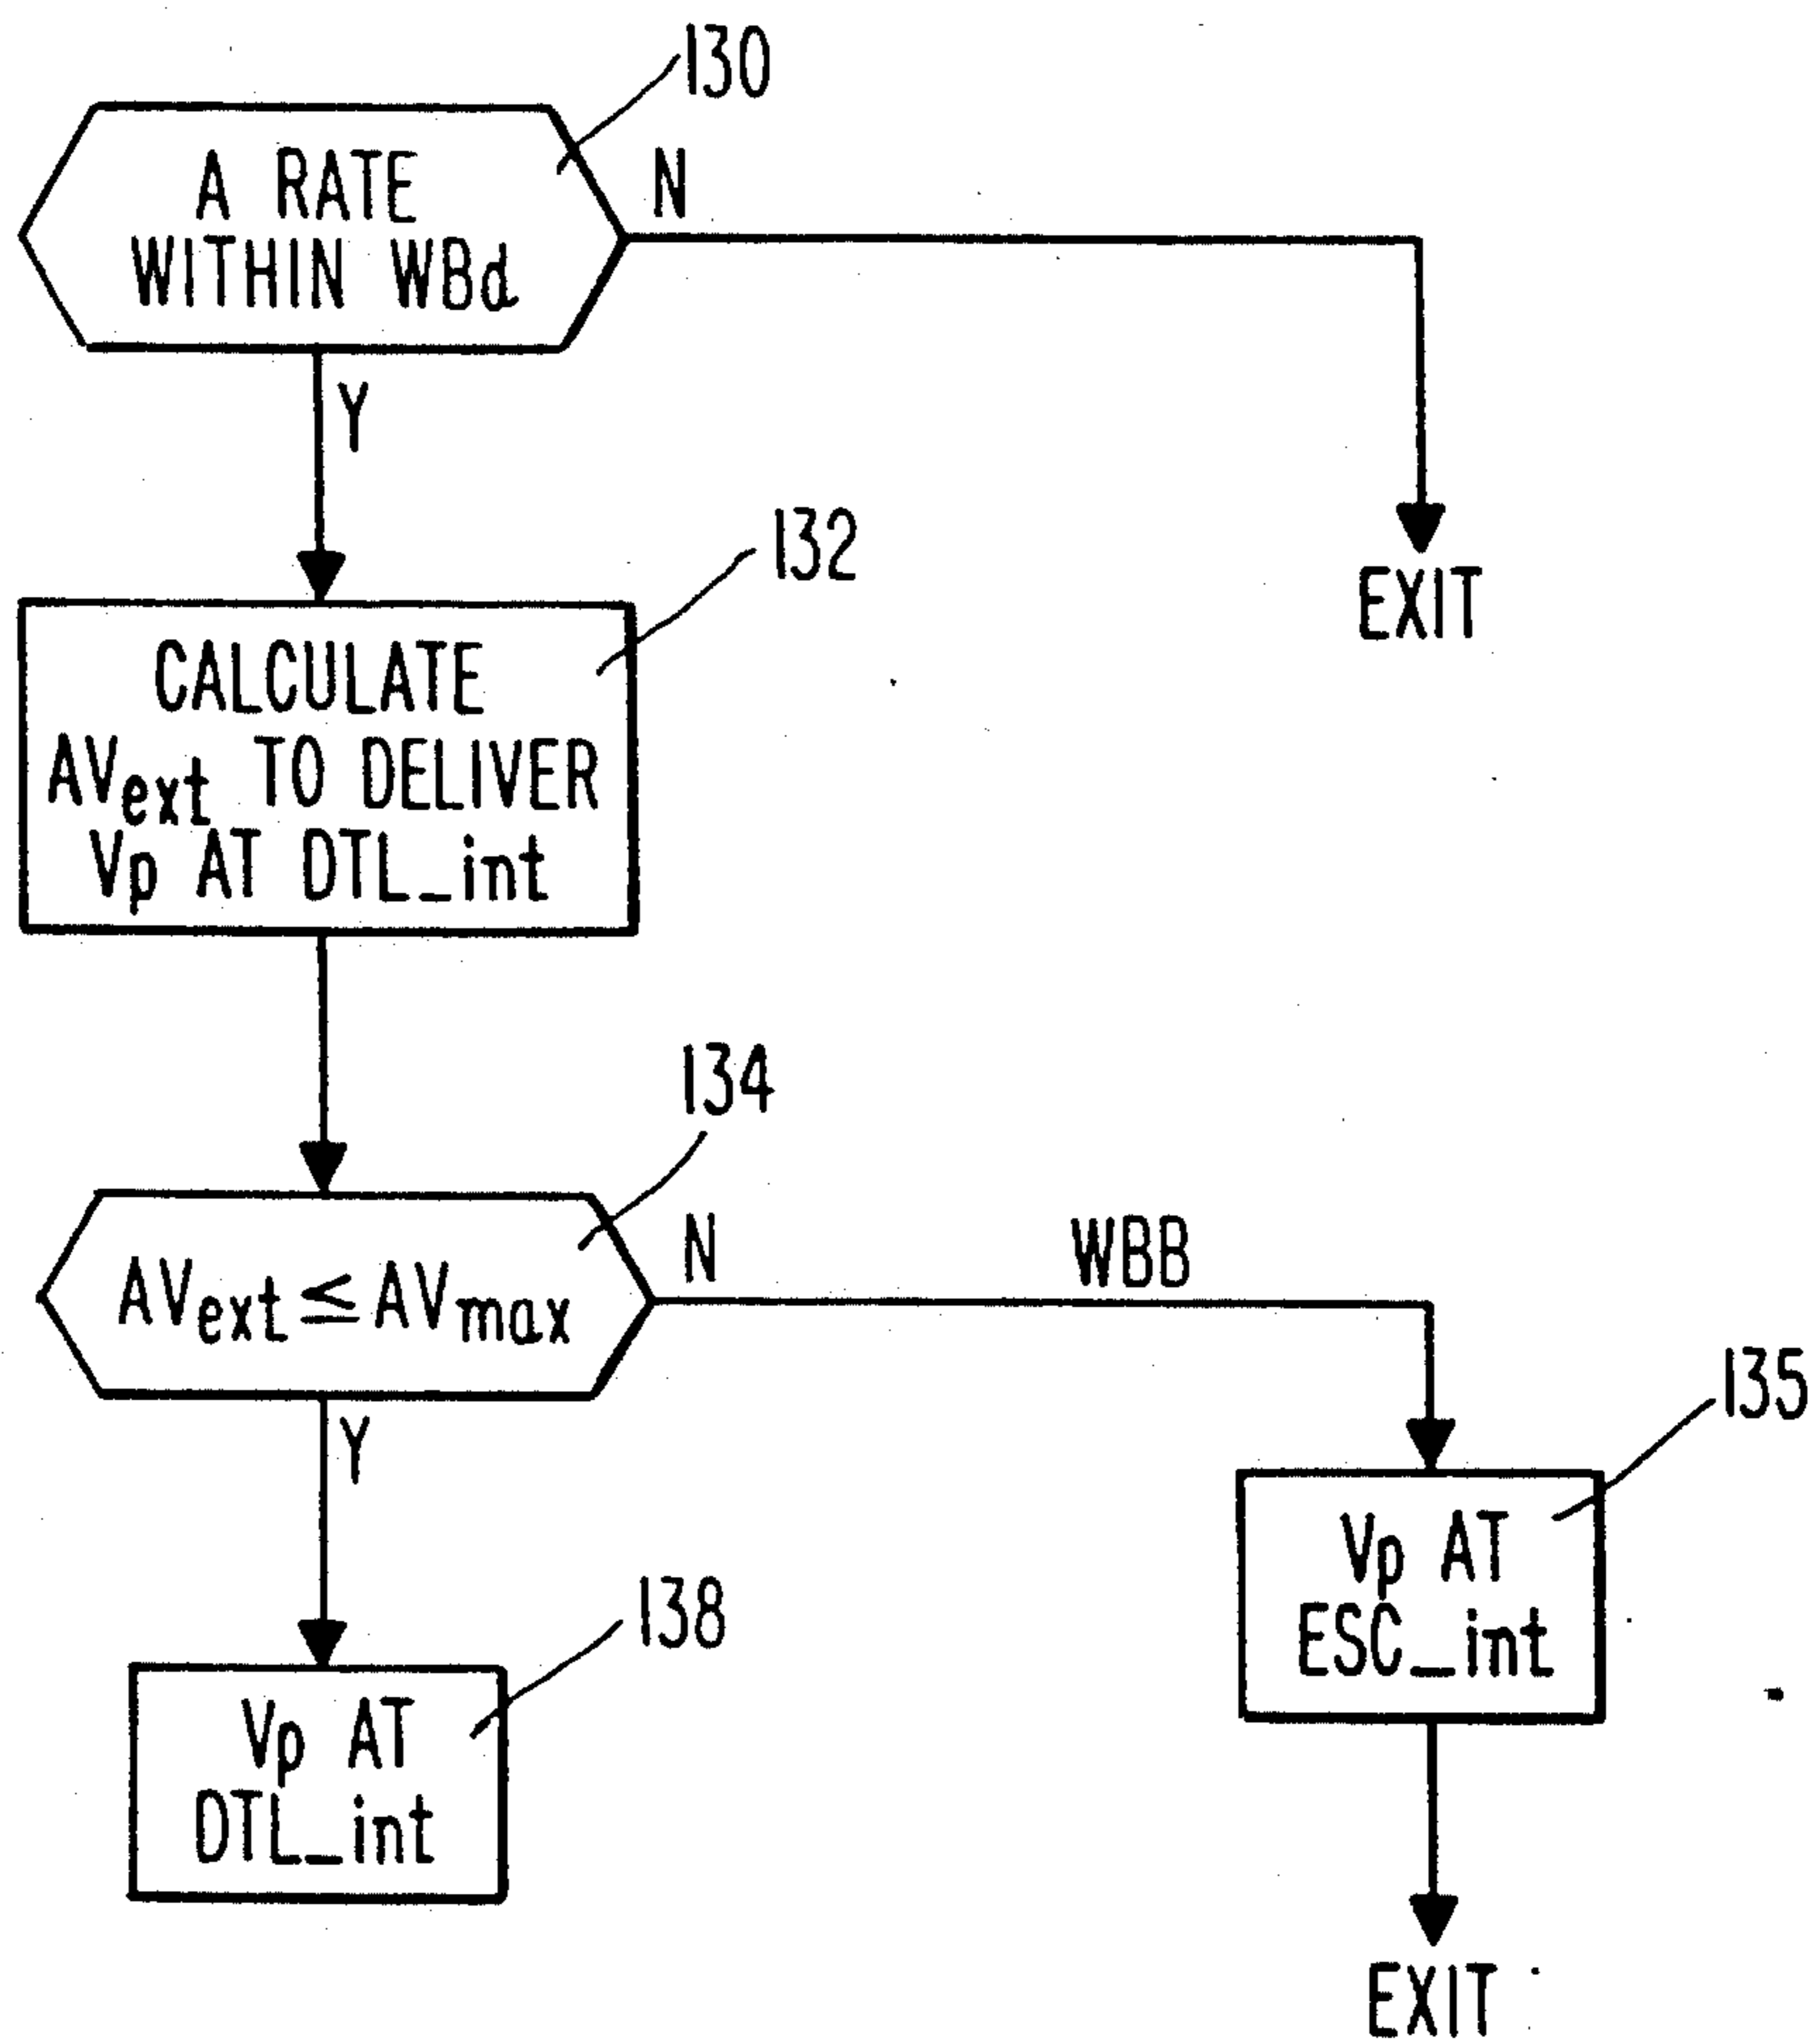 130
A RATE
WITHIN WBd
N
Y
EXIT
132
CALCULATE
AVext TO DELIVER
Vp AT DTL_int
134
AVext ≤ AVmax
N
WBB
Y
135
Vp AT
ESC_int
138
Vp AT
DTL_int
EXIT